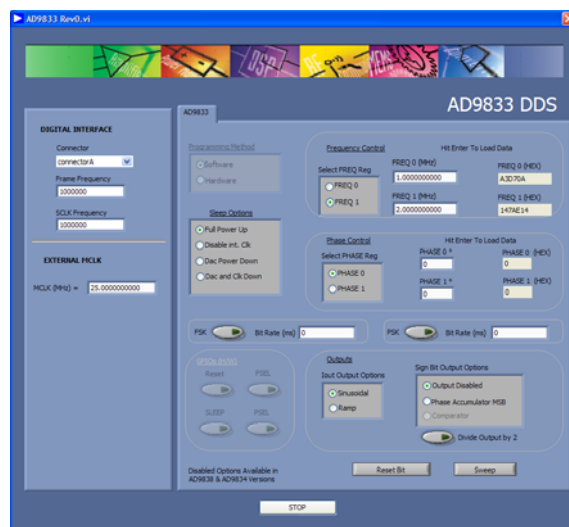 AD9833 Rev0.vi
DSP
RF
MEMS
AD9833 DDS
AD9833
DIGITAL INTERFACE
Connector
connectorA
Frame Frequency
1000000
SCLK Frequency
1000000
EXTERNAL MCLK
MCLK (MHz) = 25.0000000000
Programming Method
Software
Hardware
Sleep Options
Full Power Up
Disable int. Clk
Dac Power Down
Dac and Clk Down
Frequency Control
Hit Enter To Load Data
Select FREQ Reg
FREQ 0
FREQ 1
FREQ 0 (MHz)
1.0000000000
FREQ 0 (HEX)
A3D70A
FREQ 1 (MHz)
2.0000000000
FREQ 1 (HEX)
147AE14
Phase Control
Hit Enter To Load Data
Select PHASE Reg
PHASE 0
PHASE 1
PHASE 0 °
0
PHASE 0 (HEX)
0
PHASE 1 °
0
PHASE 1 (HEX)
0
FSK
Bit Rate (ms) 0
PSK
Bit Rate (ms) 0
Reset
PSEL
SLEEP
PSEL
Outputs
Iout Output Options
Sinusoidal
Ramp
Sign Bit Output Options
Output Disabled
Phase Accumulator MSB
Comparator
Divide Output by 2
Disabled Options Available in
AD9838 & AD9834 Versions
Reset Bit
Sweep
STOP